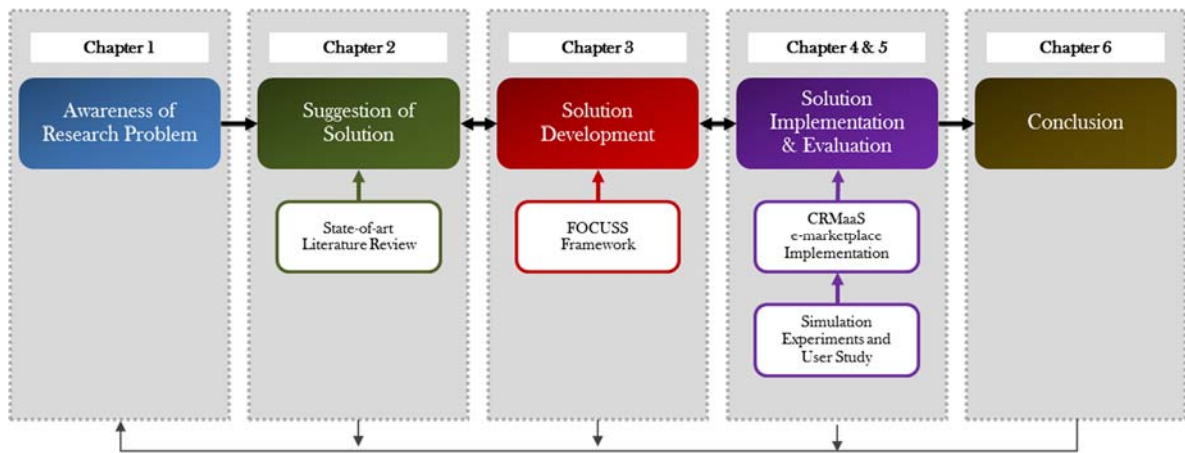 Chapter 1
Awareness of
Research Problem
Chapter 2
Suggestion of
Solution
State-of-art
Literature Review
Chapter 3
Solution
Development
FOCUSS
Framework
Chapter 4 & 5
Solution
Implementation
& Evaluation
CRMaaS
e-marketplace
Implementation
Simulation
Experiments and
User Study
Chapter 6
Conclusion